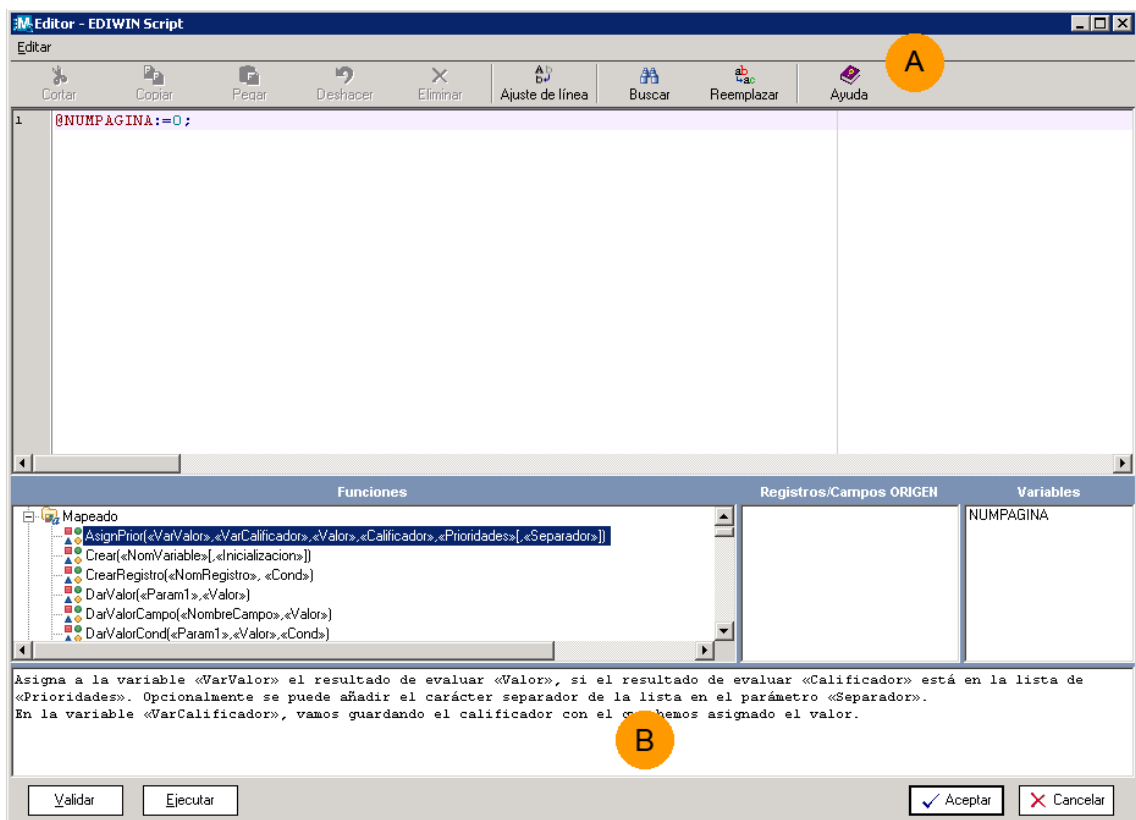 Editor - EDIWIN Script
Editar
A
Cortar Copiar Pegar Deshacer Eliminar Ajuste de línea Buscar Reemplazar Ayuda
1 @NUMPAGINA:=0;
Funciones Registros/Campos ORIGEN Variables
Mapeado NUMPAGINA
AsignPrior(«VarValor»,«VarCalificador»,«Valor»,«Calificador»,«Prioridades»[,«Separador»])
Crear(«NomVariable»[,«Inicializacion»])
CrearRegistro(«NomRegistro», «Cond»)
DarValor(«Param1»,«Valor»)
DarValorCampo(«NombreCampo»,«Valor»)
DarValorCond(«Param1»,«Valor»,«Cond»)
Asigna a la variable «VarValor» el resultado de evaluar «Valor», si el resultado de evaluar «Calificador» está en la lista de
«Prioridades». Opcionalmente se puede añadir el carácter separador de la lista en el parámetro «Separador».
En la variable «VarCalificador», vamos guardando el calificador con el hemos asignado el valor.
B
Validar Ejecutar Aceptar Cancelar